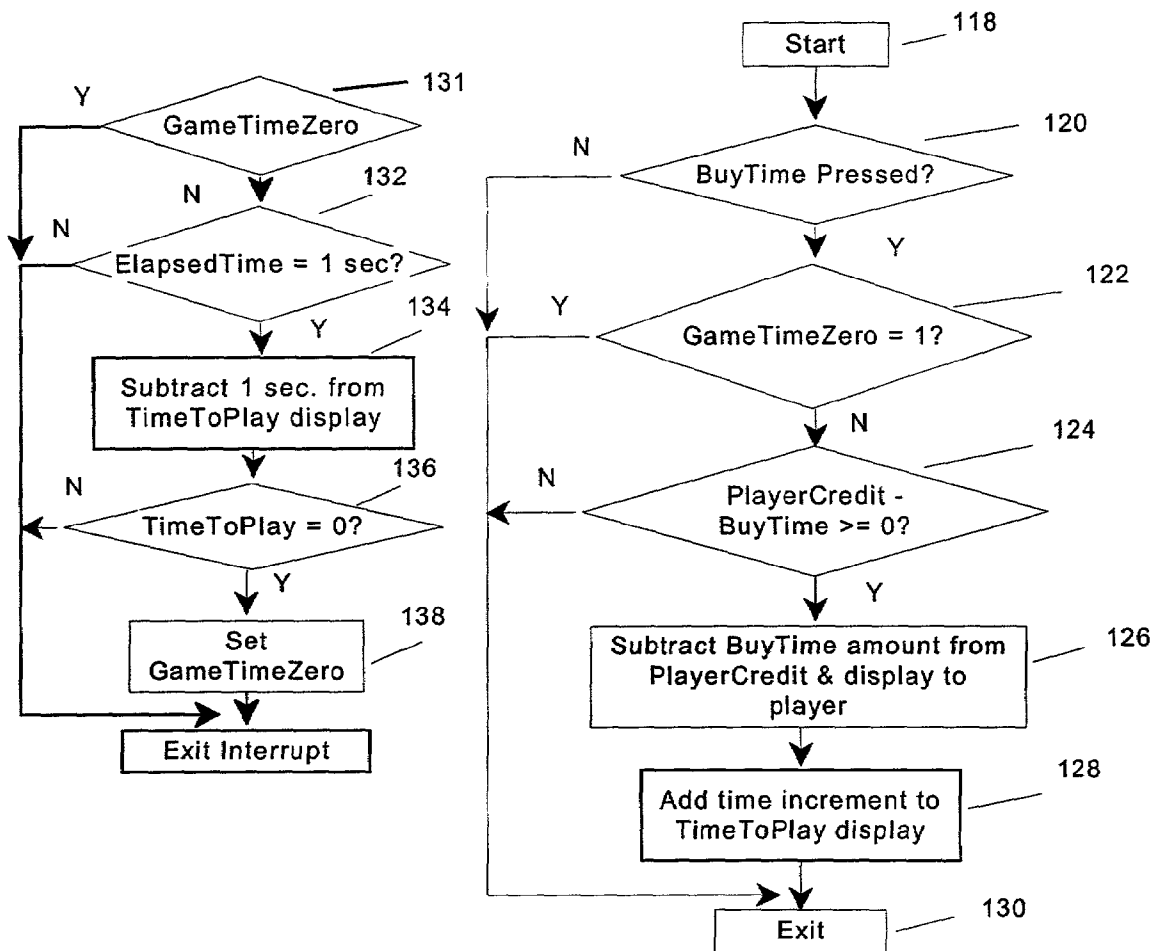 131
Y
GameTimeZero
132
N
N
ElapsedTime = 1 sec?
134
Y
Subtract 1 sec. from
TimeToPlay display
136
N
TimeToPlay = 0?
Y
138
Set
GameTimeZero
Exit Interrupt
118
Start
120
N
BuyTime Pressed?
Y
122
Y
GameTimeZero = 1?
N
124
N
PlayerCredit -
BuyTime >= 0?
Y
126
Subtract BuyTime amount from
PlayerCredit & display to
player
128
Add time increment to
TimeToPlay display
130
Exit